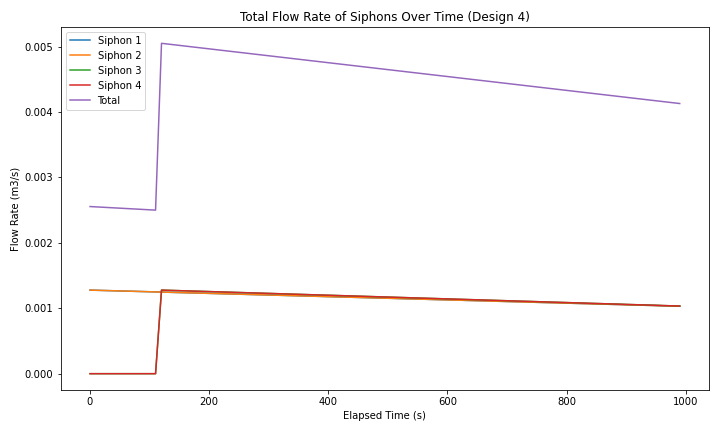 Total Flow Rate of Siphons Over Time (Design 4)
Siphon 1
Siphon 2
Siphon 3
Siphon 4
Total
0.005
0.004
0.003
0.002
0.001
0.000
Flow Rate (m3/s)
0 200 400 600 800 1000
Elapsed Time (s)